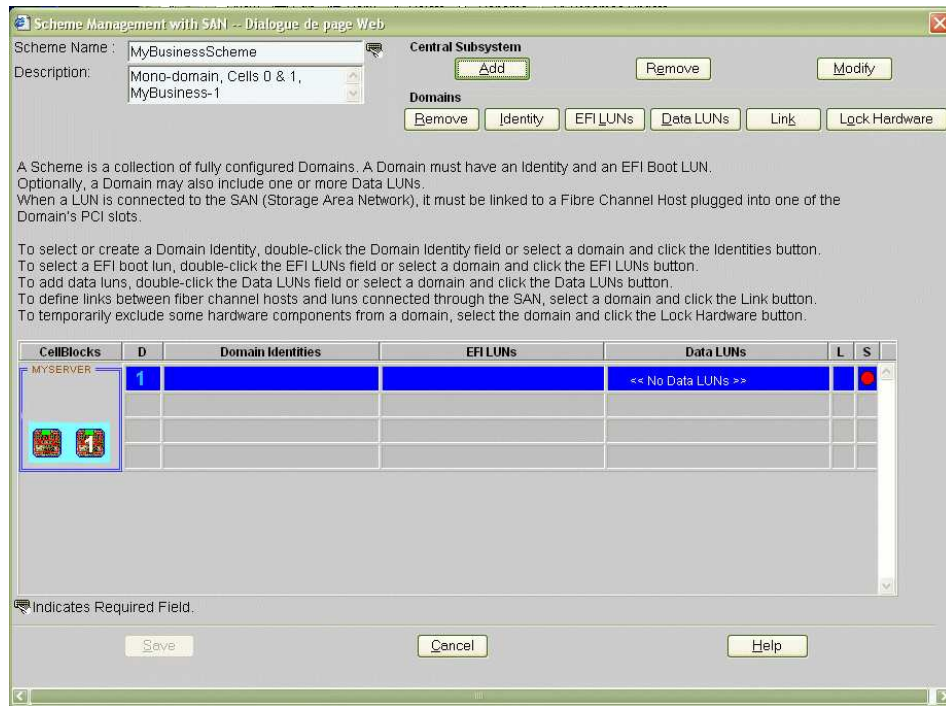 Scheme Management with SAN -- Dialogue de page Web
Scheme Name :
MyBusinessScheme
Description:
Mono-domain, Cells 0 & 1,
MyBusiness-1
Central Subsystem
Add
Remove
Modify
Domains
Remove
Identity
EFI LUNs
Data LUNs
Link
Lock Hardware
A Scheme is a collection of fully configured Domains. A Domain must have an Identity and an EFI Boot LUN.
Optionally, a Domain may also include one or more Data LUNs.
When a LUN is connected to the SAN (Storage Area Network), it must be linked to a Fibre Channel Host plugged into one of the
Domain's PCI slots.
To select or create a Domain Identity, double-click the Domain Identity field or select a domain and click the Identities button.
To select a EFI boot lun, double-click the EFI LUNs field or select a domain and click the EFI LUNs button.
To add data luns, double-click the Data LUNs field or select a domain and click the Data LUNs button.
To define links between fiber channel hosts and luns connected through the SAN, select a domain and click the Link button.
To temporarily exclude some hardware components from a domain, select the domain and click the Lock Hardware button.
CellBlocks D Domain Identities EFI LUNs Data LUNs L S
MYSERVER
1 << No Data LUNs >>
1
Indicates Required Field.
Save
Cancel
Help